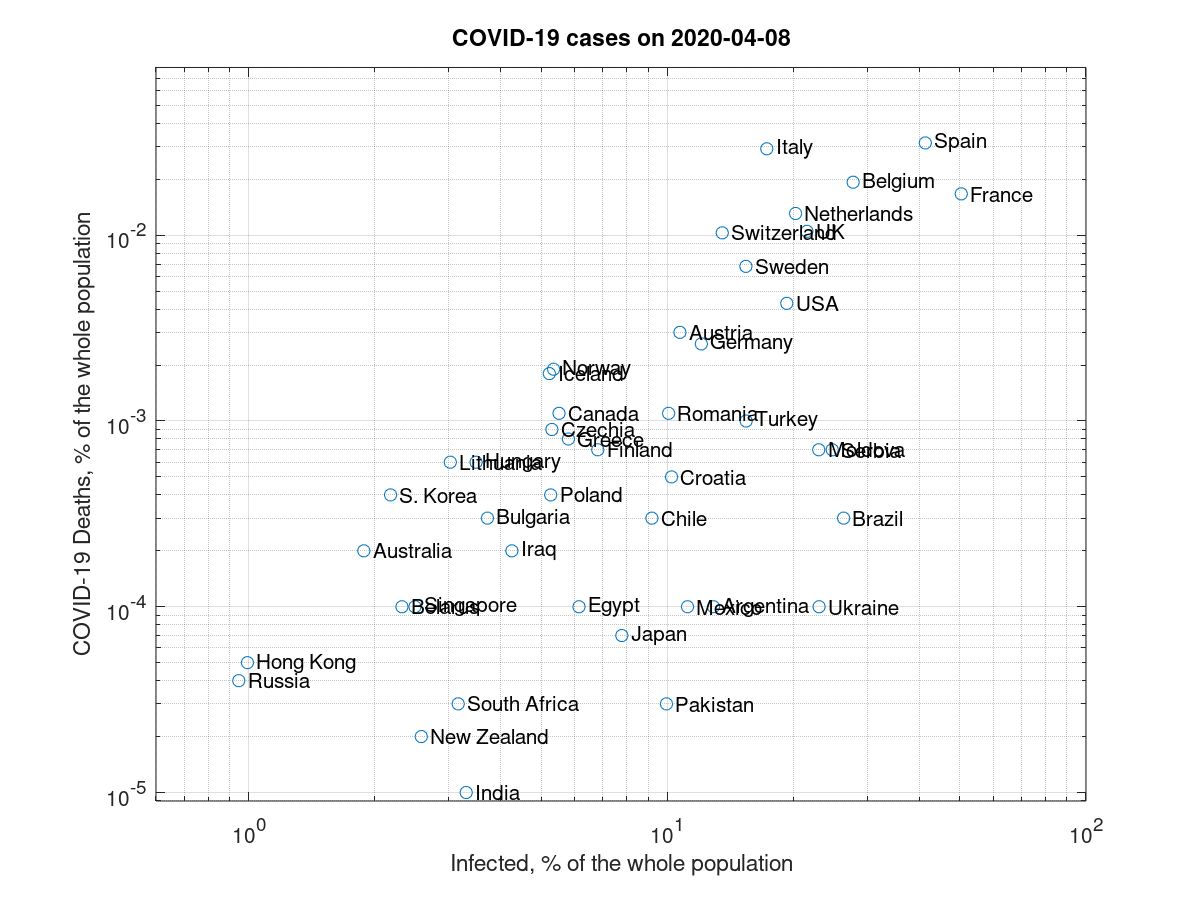 COVID-19 cases on 2020-04-08
COVID-19 Deaths, % of the whole population
Spain
Italy
Belgium
France
Netherlands
Switzerland
UK
10^-2
Sweden
USA
Austria
Germany
Norway
Iceland
Canada
Romania
Turkey
10^-3
Czechia
Greece
Finland
Moldova
Serbia
Lithuania
Hungary
Croatia
S. Korea
Poland
Bulgaria
Chile
Brazil
Australia
Iraq
Belarus
Singapore
Egypt
Mexico
Argentina
Ukraine
10^-4
Japan
Hong Kong
Russia
South Africa
Pakistan
New Zealand
India
10^-5
10^0
10^1
10^2
Infected, % of the whole population